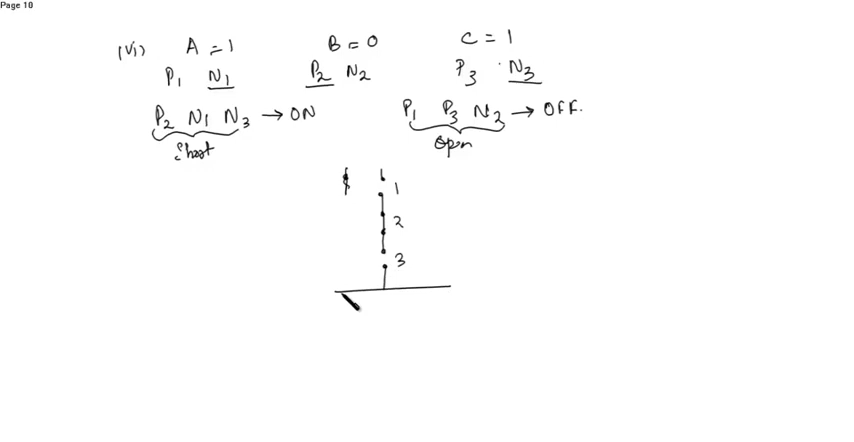 Page 10
(vi) A = 1 B = 0 C = 1
P1 N1 P2 N2 P3 N3
P2 N1 N3 → ON P1 P3 N2 → OFF.
Short Open
1
2
3